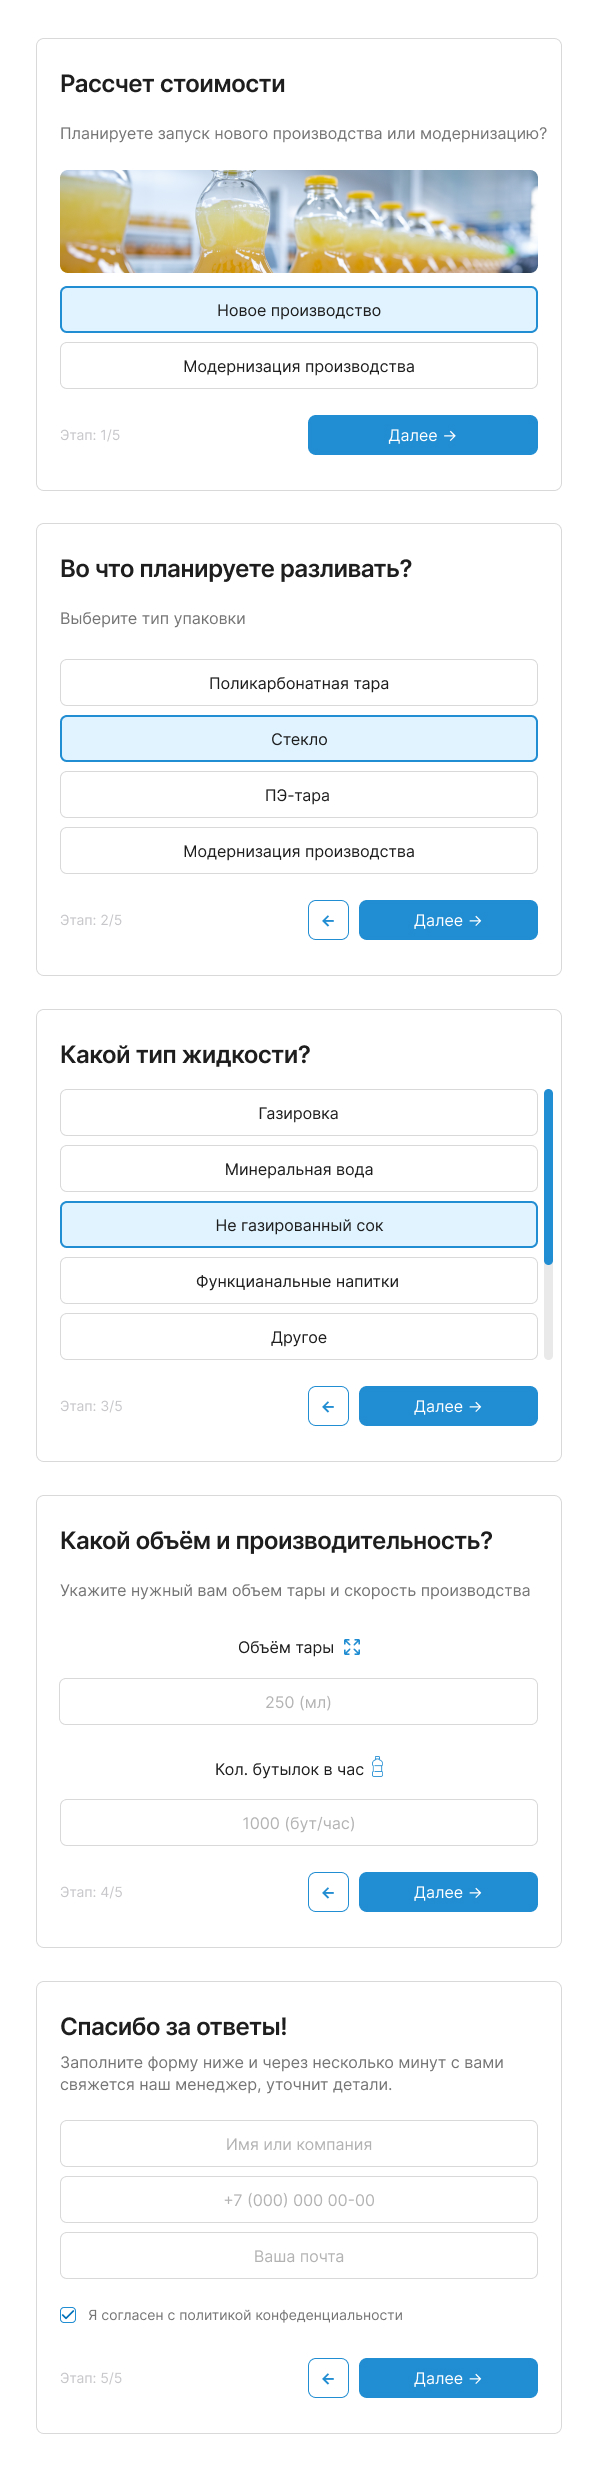 Рассчет стоимости
Планируете запуск нового производства или модернизацию?
Новое производство
Модернизация производства
Этап: 1/5
Далее →
Во что планируете разливать?
Выберите тип упаковки
Поликарбонатная тара
Стекло
ПЭ-тара
Модернизация производства
Этап: 2/5
←
Далее →
Какой тип жидкости?
Газировка
Минеральная вода
Не газированный сок
Функцианальные напитки
Другое
Этап: 3/5
←
Далее →
Какой объём и производительность?
Укажите нужный вам объем тары и скорость производства
Объём тары
250 (мл)
Кол. бутылок в час
1000 (бут/час)
Этап: 4/5
←
Далее →
Спасибо за ответы!
Заполните форму ниже и через несколько минут с вами
свяжется наш менеджер, уточнит детали.
Имя или компания
+7 (000) 000 00-00
Ваша почта
Я согласен с политикой конфеденциальности
Этап: 5/5
←
Далее →